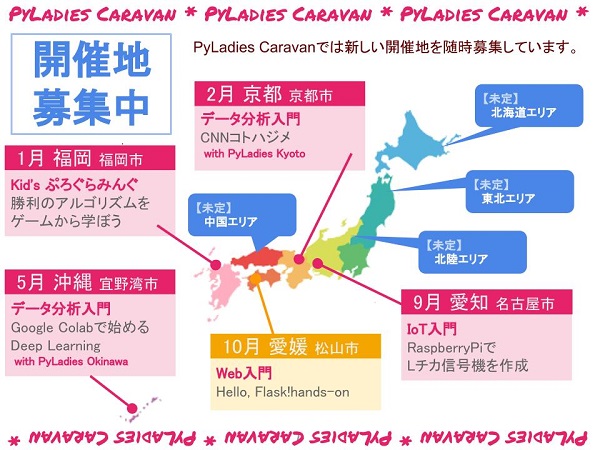 PyLadies Caravan * PyLadies Caravan * PyLadies Caravan *
開催地
募集中
PyLadies Caravanでは新しい開催地を随時募集しています。
2月 京都 京都市
データ分析入門
CNNコトハジメ
with PyLadies Kyoto
【未定】
北海道エリア
1月 福岡 福岡市
Kid's ぷろぐらみんぐ
勝利のアルゴリズムを
ゲームから学ぼう
【未定】
東北エリア
【未定】
中国エリア
【未定】
北陸エリア
5月 沖縄 宜野湾市
データ分析入門
Google Colabで始める
Deep Learning
with PyLadies Okinawa
9月 愛知 名古屋市
IoT入門
RaspberryPiで
Lチカ信号機を作成
10月 愛媛 松山市
Web入門
Hello, Flask!hands-on
PyLadies Caravan * PyLadies Caravan * PyLadies Caravan *